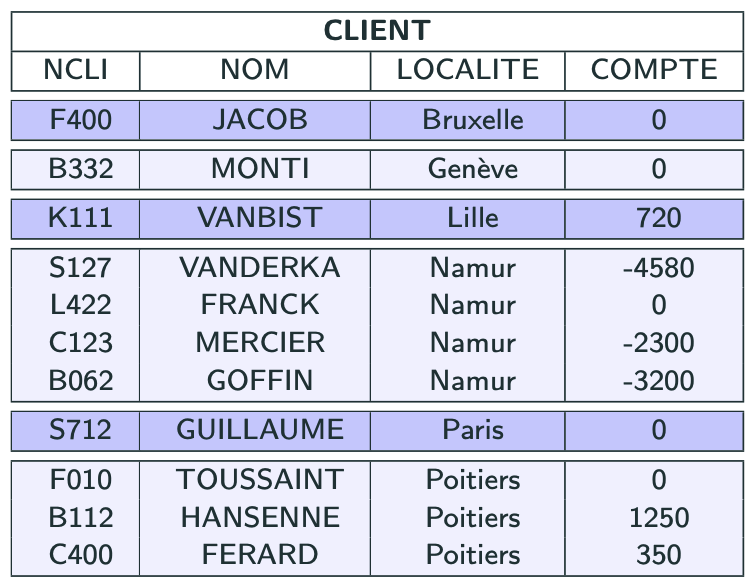 CLIENT
NCLI NOM LOCALITE COMPTE
F400 JACOB Bruxelle 0
B332 MONTI Genève 0
K111 VANBIST Lille 720
S127 VANDERKA Namur -4580
L422 FRANCK Namur 0
C123 MERCIER Namur -2300
B062 GOFFIN Namur -3200
S712 GUILLAUME Paris 0
F010 TOUSSAINT Poitiers 0
B112 HANSENNE Poitiers 1250
C400 FERARD Poitiers 350